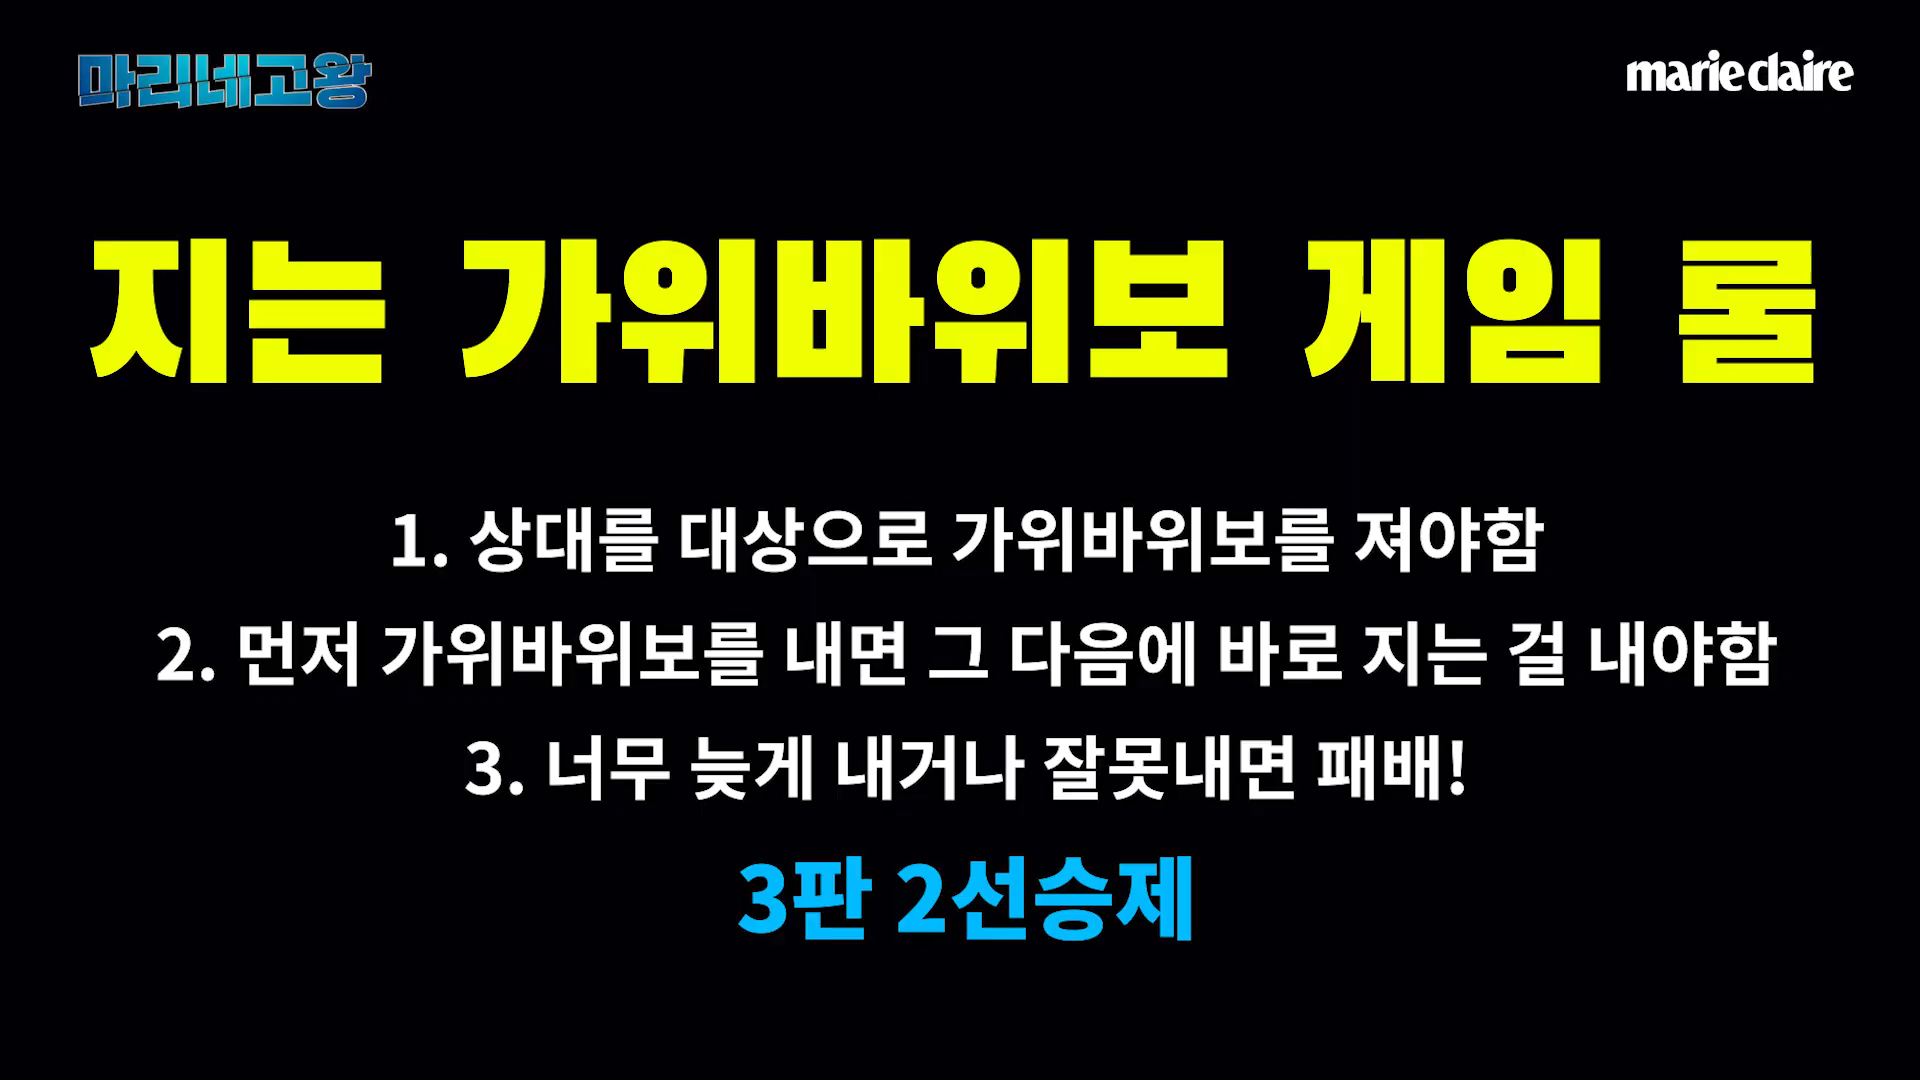 마리네고왕
marie claire
지는 가위바위보 게임 룰
1. 상대를 대상으로 가위바위보를 져야함
2. 먼저 가위바위보를 내면 그 다음에 바로 지는 걸 내야함
3. 너무 늦게 내거나 잘못내면 패배!
3판 2선승제